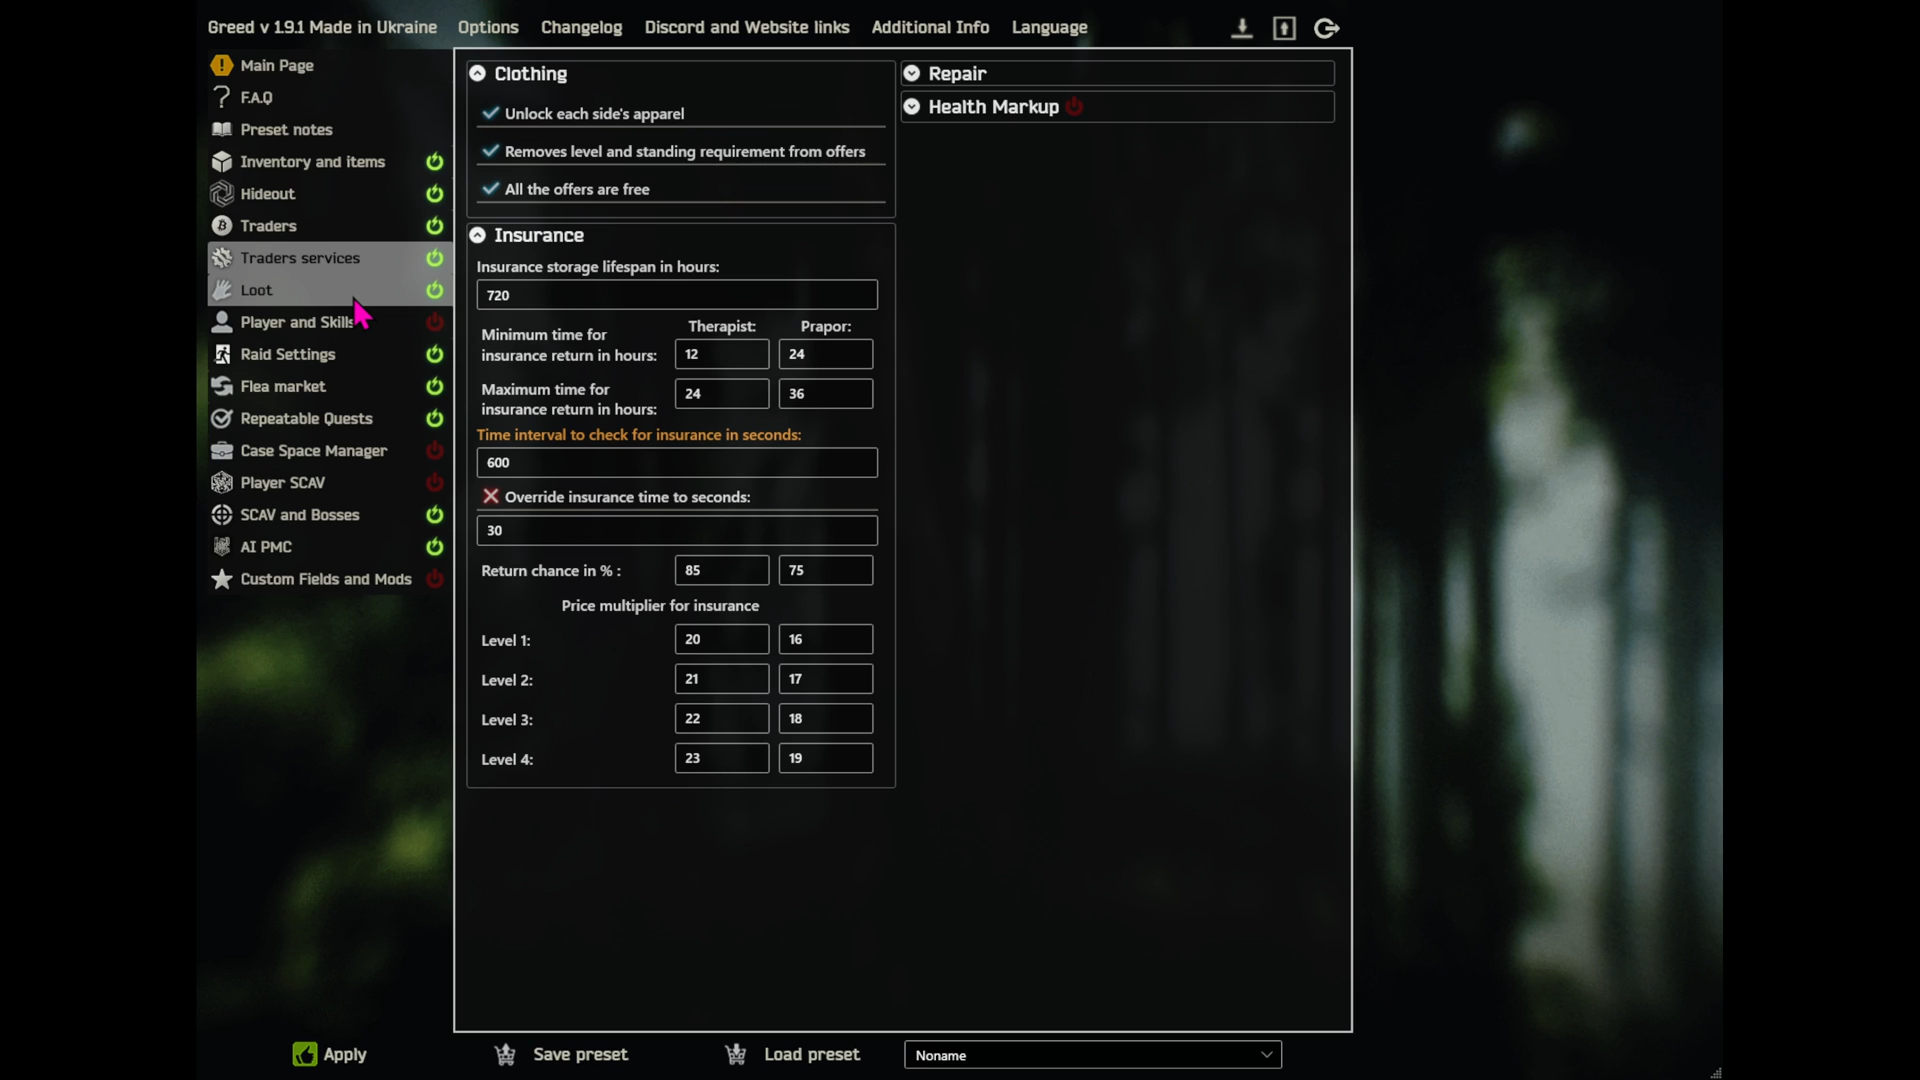 Greed v 1.9.1 Made in Ukraine Options Changelog Discord and Website links Additional Info Language
Main Page
F.A.Q
Preset notes
Inventory and items
Hideout
Traders
Traders services
Loot
Player and Skills
Raid Settings
Flea market
Repeatable Quests
Case Space Manager
Player SCAV
SCAV and Bosses
AI PMC
Custom Fields and Mods
Clothing
Unlock each side's apparel
Removes level and standing requirement from offers
All the offers are free
Insurance
Insurance storage lifespan in hours:
720
Therapist: Prapor:
Minimum time for
insurance return in hours: 12 24
Maximum time for
insurance return in hours: 24 36
Time interval to check for insurance in seconds:
600
Override insurance time to seconds:
30
Return chance in % : 85 75
Price multiplier for insurance
Level 1: 20 16
Level 2: 21 17
Level 3: 22 18
Level 4: 23 19
Repair
Health Markup
Apply Save preset Load preset Noname